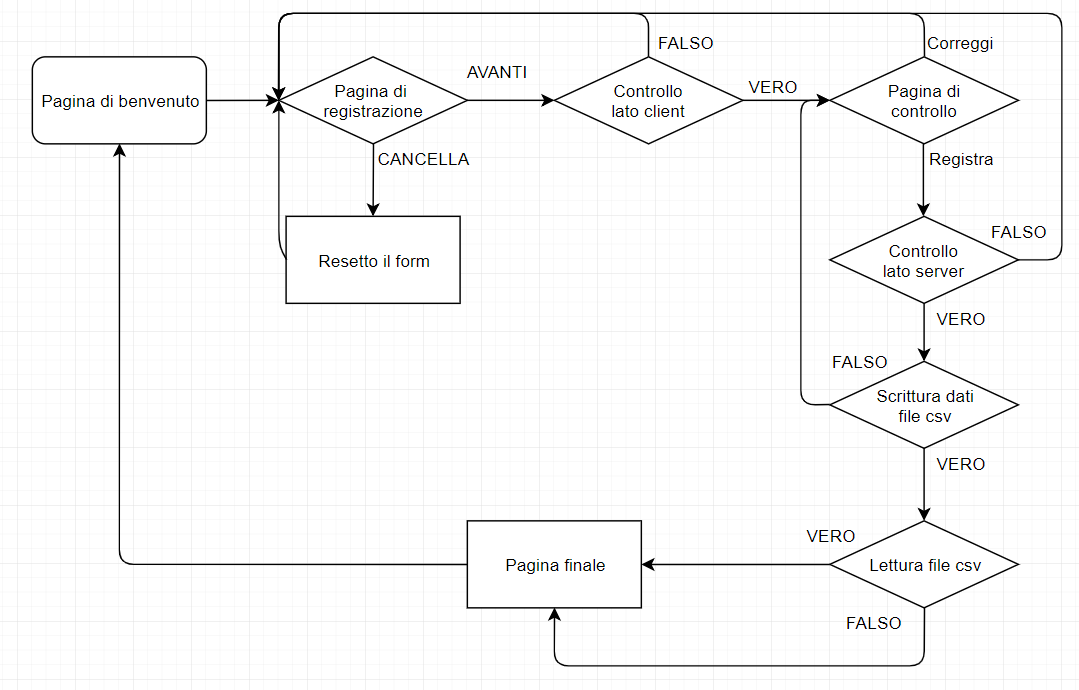 FALSO
Correggi
AVANTI
VERO
Pagina di benvenuto
Pagina di
registrazione
Controllo
lato client
Pagina di
controllo
CANCELLA
Registra
FALSO
Resetto il form
Controllo
lato server
VERO
FALSO
Scrittura dati
file csv
VERO
VERO
Pagina finale
Lettura file csv
FALSO